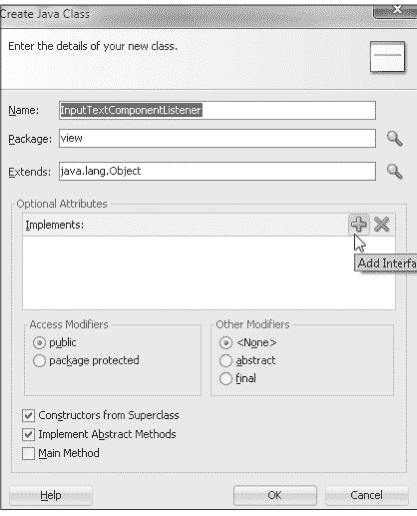 Create Java Class
Enter the details of your new class.
Name: InputTextComponentListener
Package: view
Extends: java.lang.Object
Optional Attributes
Implements:
Add Interfa
Access Modifiers
public
package protected
Other Modifiers
<None>
abstract
final
Constructors from Superclass
Implement Abstract Methods
Main Method
Help OK Cancel